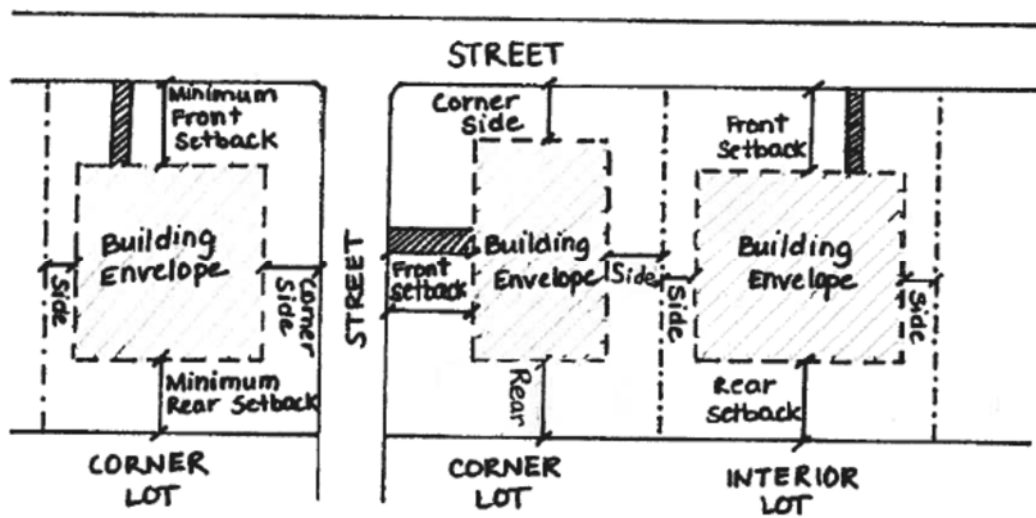 STREET
Minimum
Front
Setback
Building
Envelope
Side
Corner
Side
Minimum
Rear Setback
CORNER
LOT
STREET
Corner
Side
Front
Setback
Building
Envelope
Side
Rear
CORNER
LOT
Front
Setback
Side
Building
Envelope
Side
Rear
Setback
INTERIOR
LOT